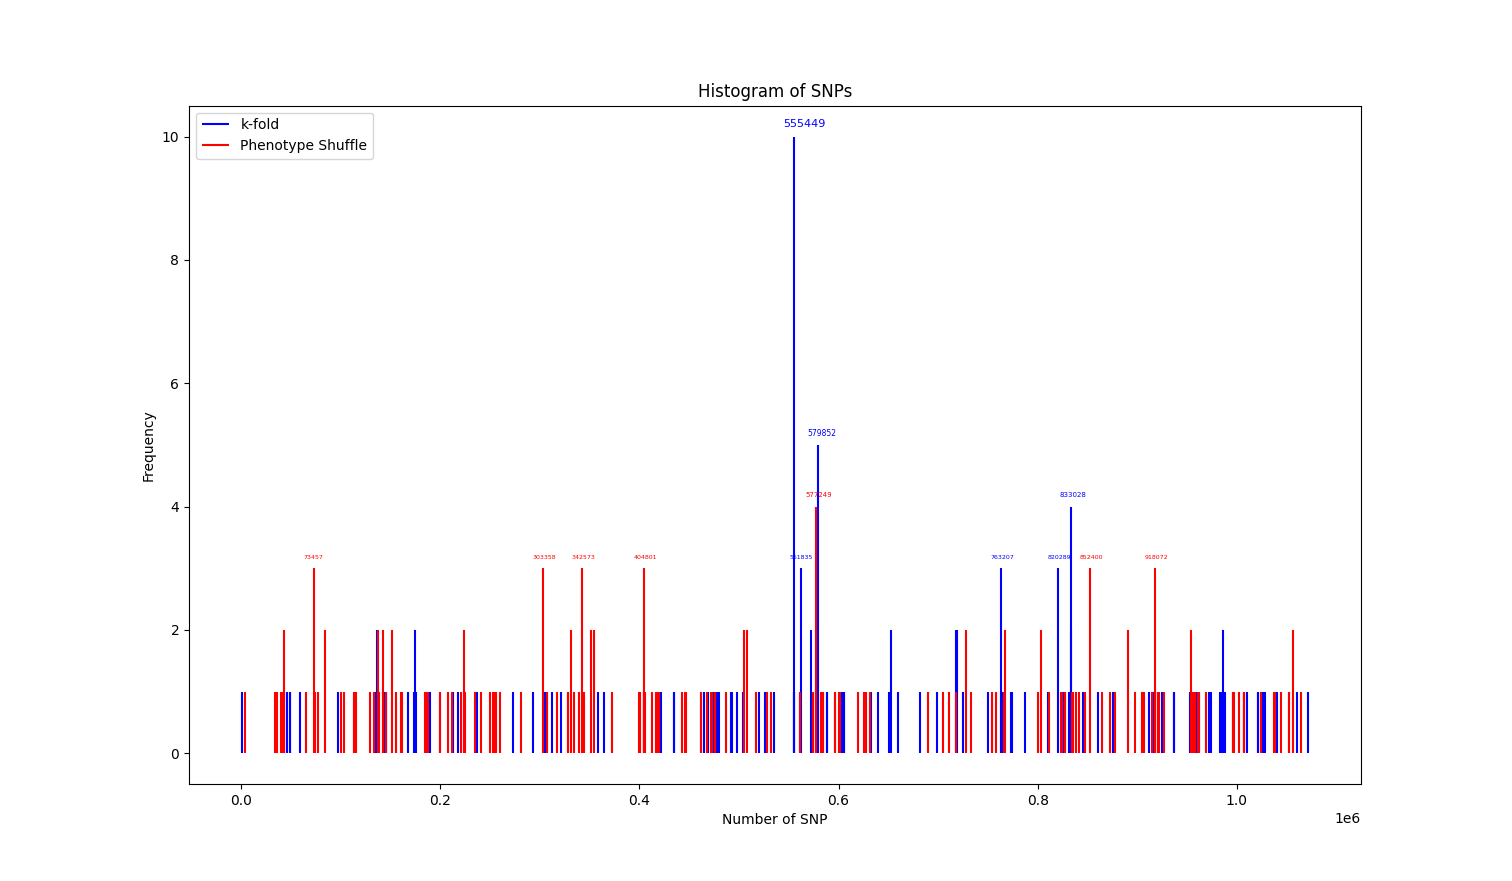 Histogram of SNPs
k-fold
Phenotype Shuffle
555449
579852
577249
833028
73457
303358
342573
404801
561835
763207
820289
852400
918072
Frequency
10
8
6
4
2
0
0.0 0.2 0.4 0.6 0.8 1.0
Number of SNP
1e6